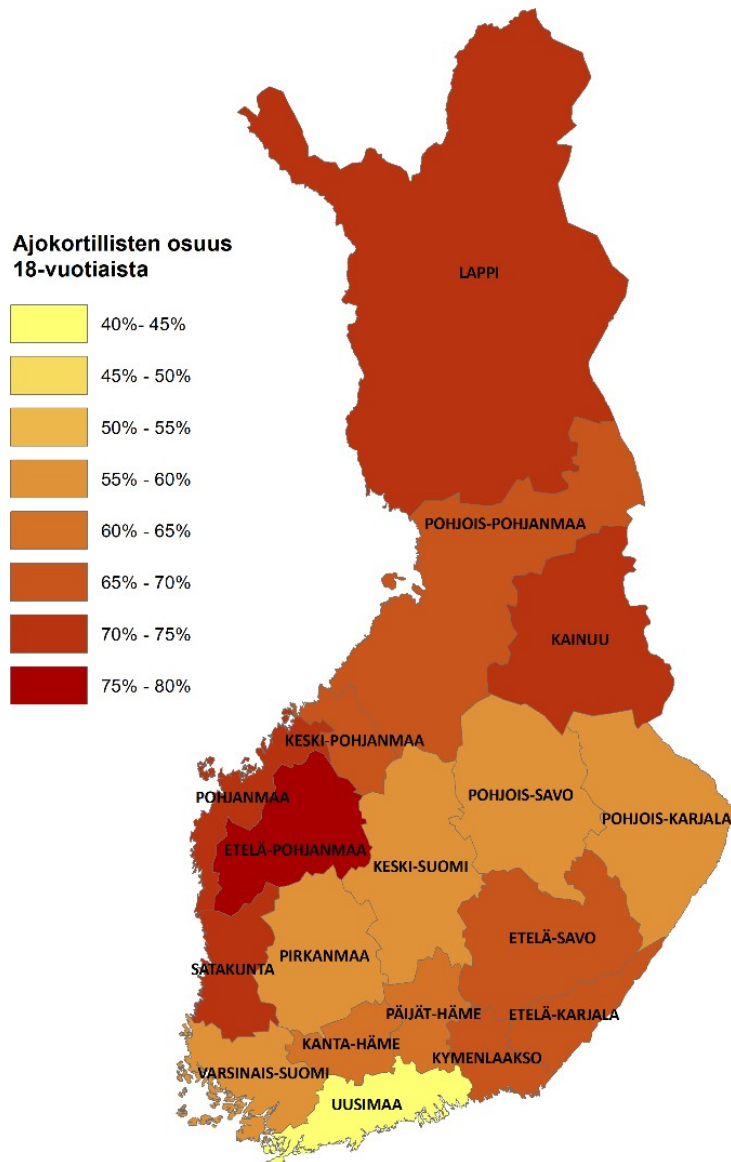 Ajokortillisten osuus
18-vuotiaista
40%- 45%
45% - 50%
50% - 55%
55% - 60%
60% - 65%
65% - 70%
70% - 75%
75% - 80%
LAPPI
POHJOIS-POHJANMAA
KAINUU
KESKI-POHJANMAA
POHJANMAA
POHJOIS-SAVO
POHJOIS-KARJALA
ETELÄ-POHJANMAA
KESKI-SUOMI
ETELÄ-SAVO
PIRKANMAA
SATAKUNTA
PÄIJÄT-HÄME
ETELÄ-KARJALA
KANTA-HÄME
KYMENLAAKSO
VARSINAIS-SUOMI
UUSIMAA